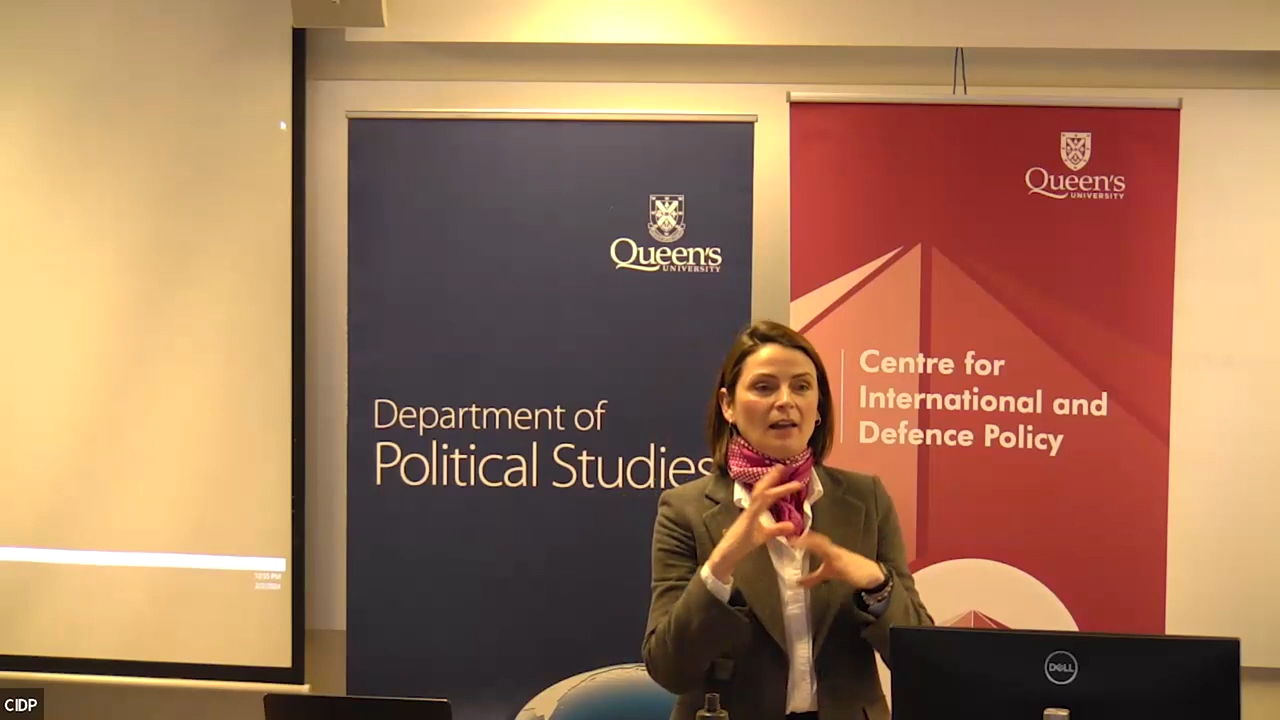 Queen's
UNIVERSITY
Department of
Political Studies
Queen's
UNIVERSITY
Centre for
International and
Defence Policy
DELL
CIDP